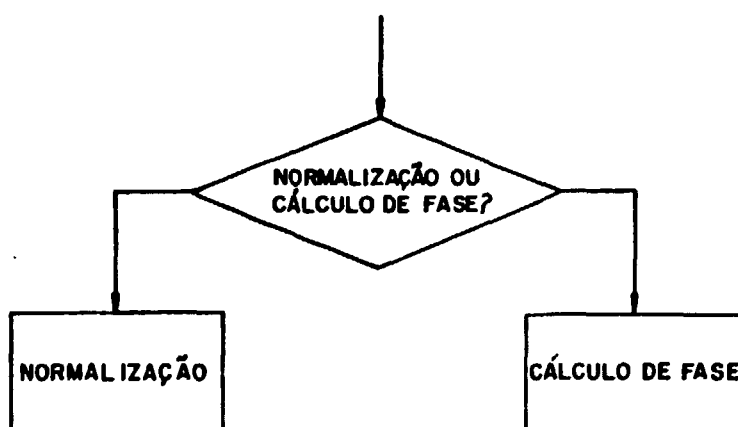 NORMALIZAÇÃO OU
CÁLCULO DE FASE?
NORMALIZAÇÃO
CÁLCULO DE FASE